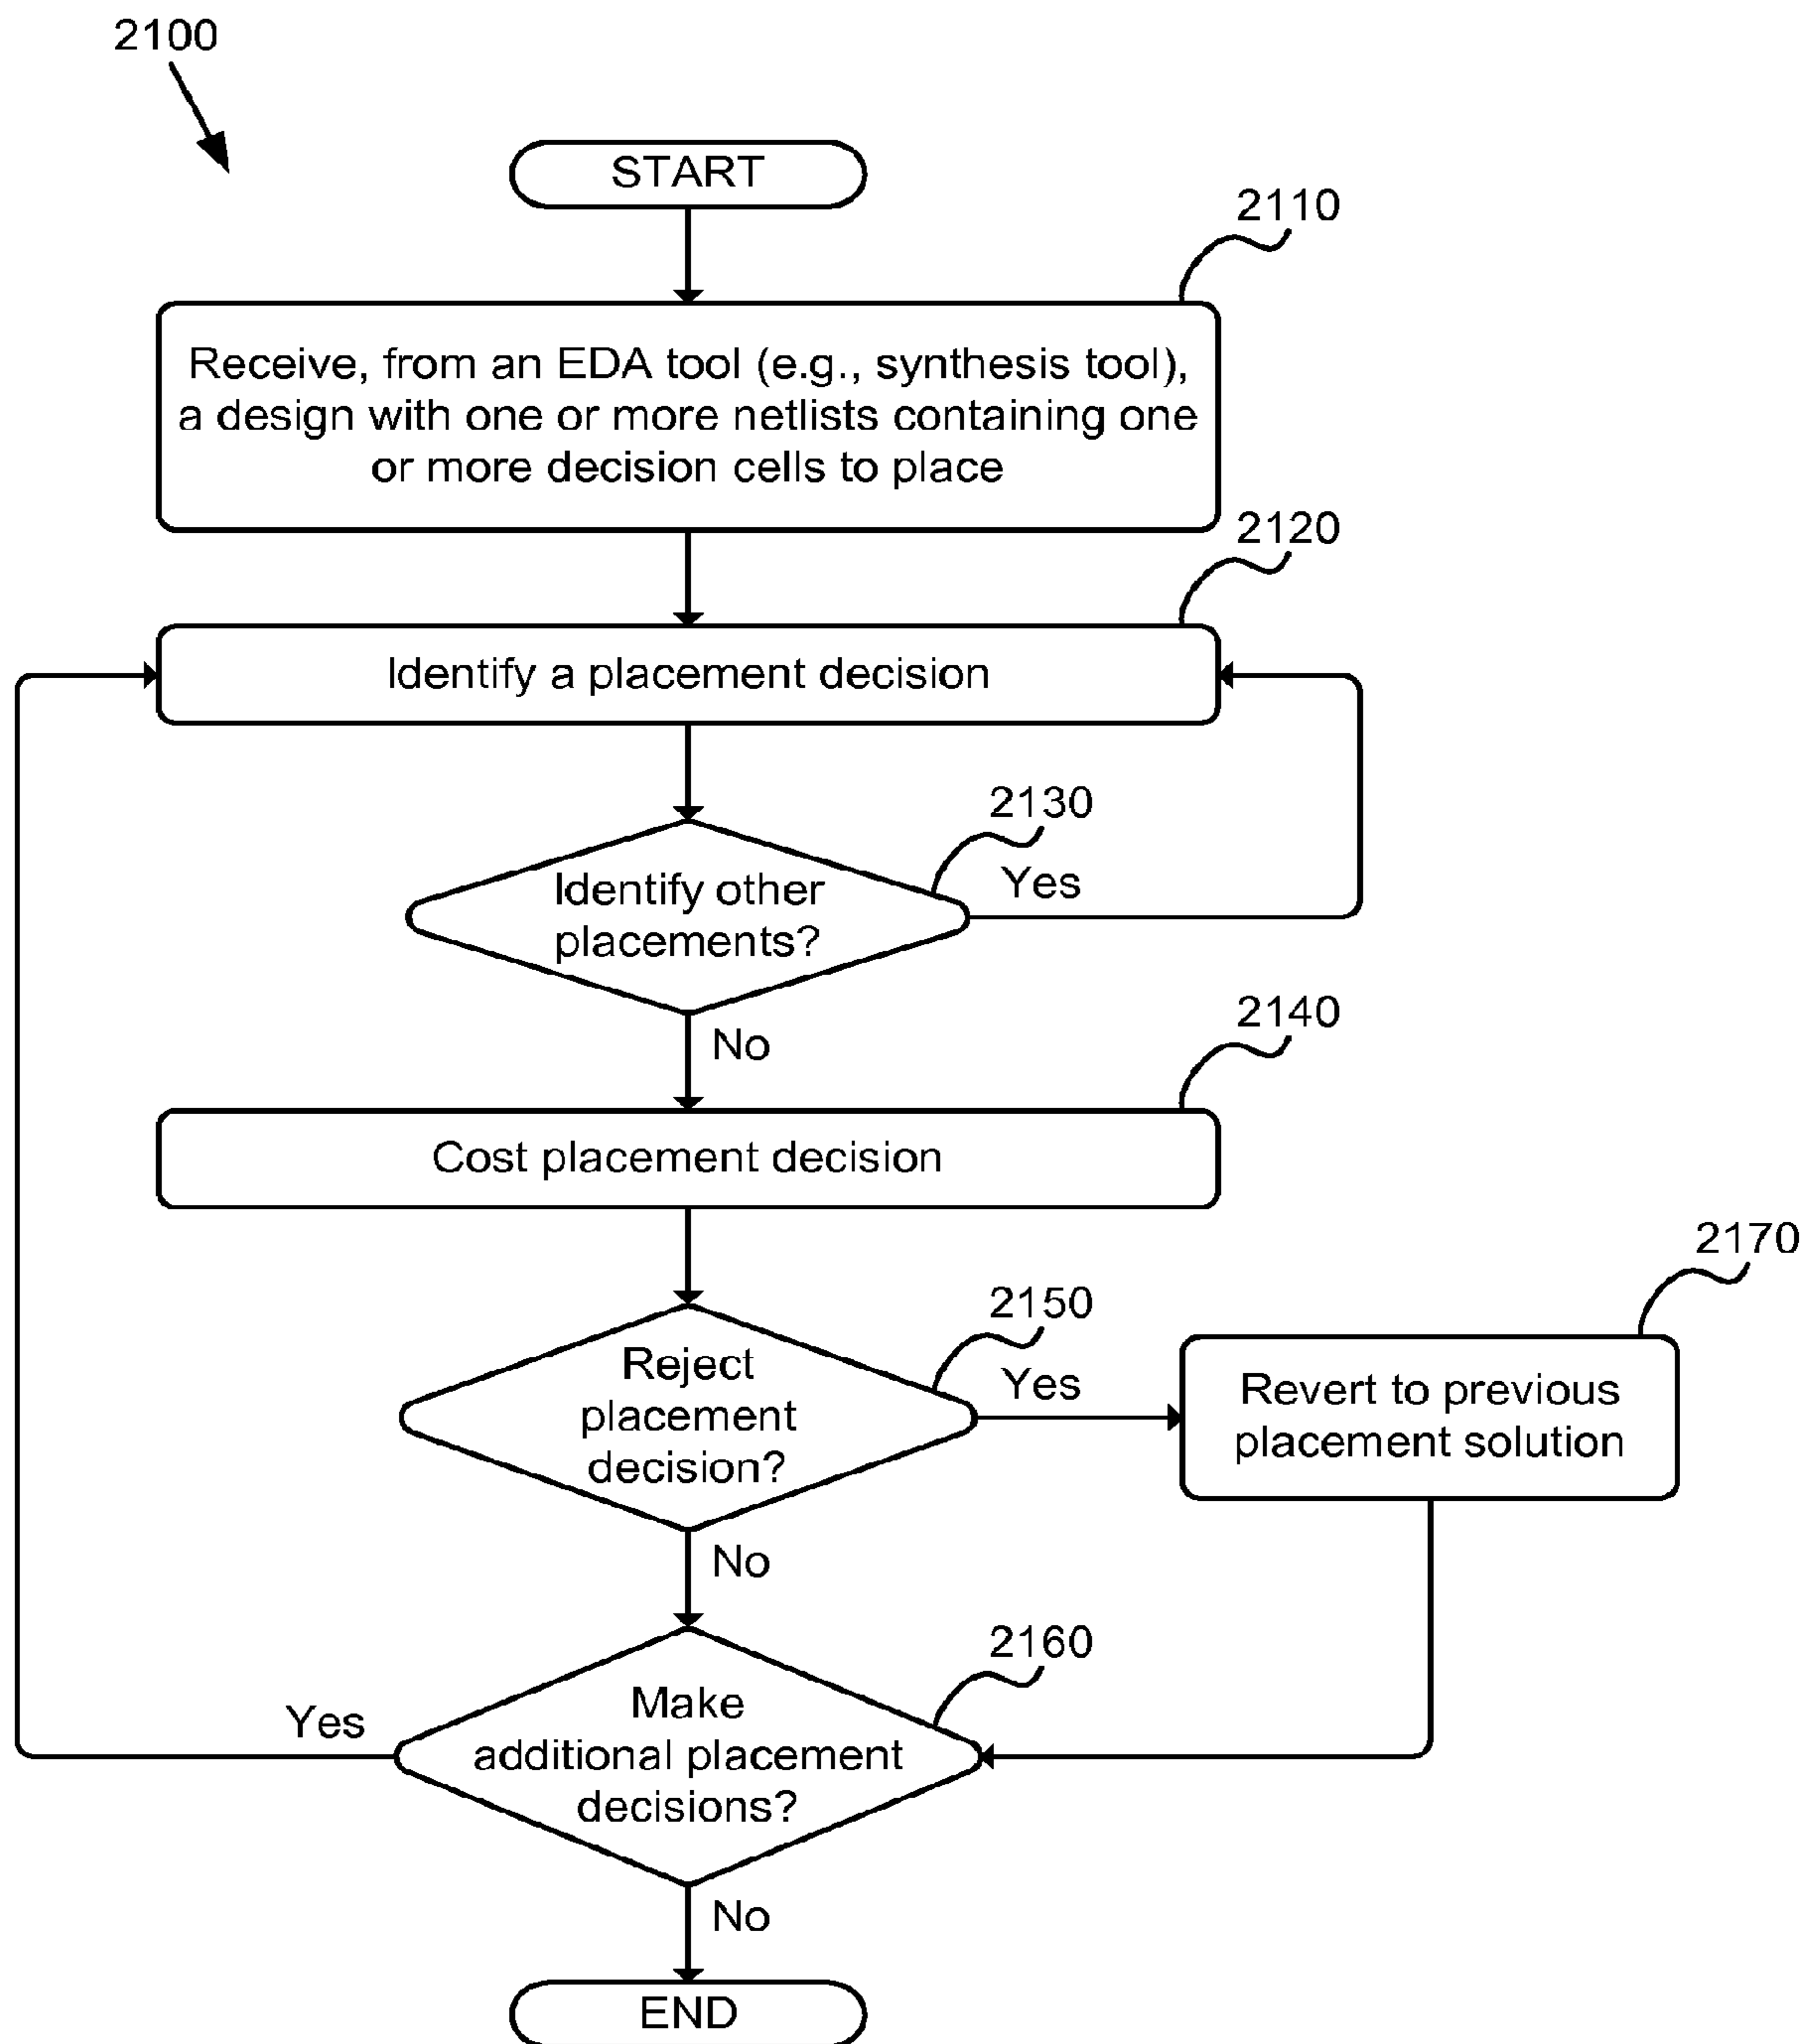 2100
START
2110
Receive, from an EDA tool (e.g., synthesis tool),
a design with one or more netlists containing one
or more decision cells to place
2120
Identify a placement decision
2130
Identify other
placements?
Yes
No
2140
Cost placement decision
2150
Reject
placement
decision?
Yes
2170
Revert to previous
placement solution
No
2160
Make
additional placement
decisions?
Yes
No
END